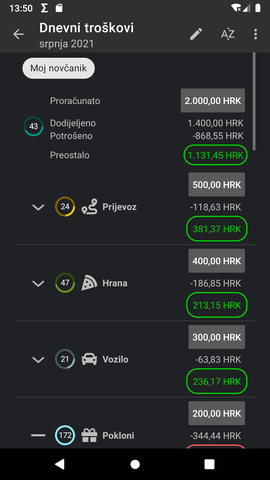 13:50
Dnevni troškovi
srpnja 2021
Moj novčanik
Proračunato 2.000,00 HRK
43 Dodijeljeno 1.400,00 HRK
Potrošeno -868,55 HRK
Preostalo 1.131,45 HRK
500,00 HRK
24 Prijevoz -118,63 HRK
381,37 HRK
400,00 HRK
47 Hrana -186,85 HRK
213,15 HRK
300,00 HRK
21 Vozilo -63,83 HRK
236,17 HRK
200,00 HRK
172 Pokloni -344,44 HRK